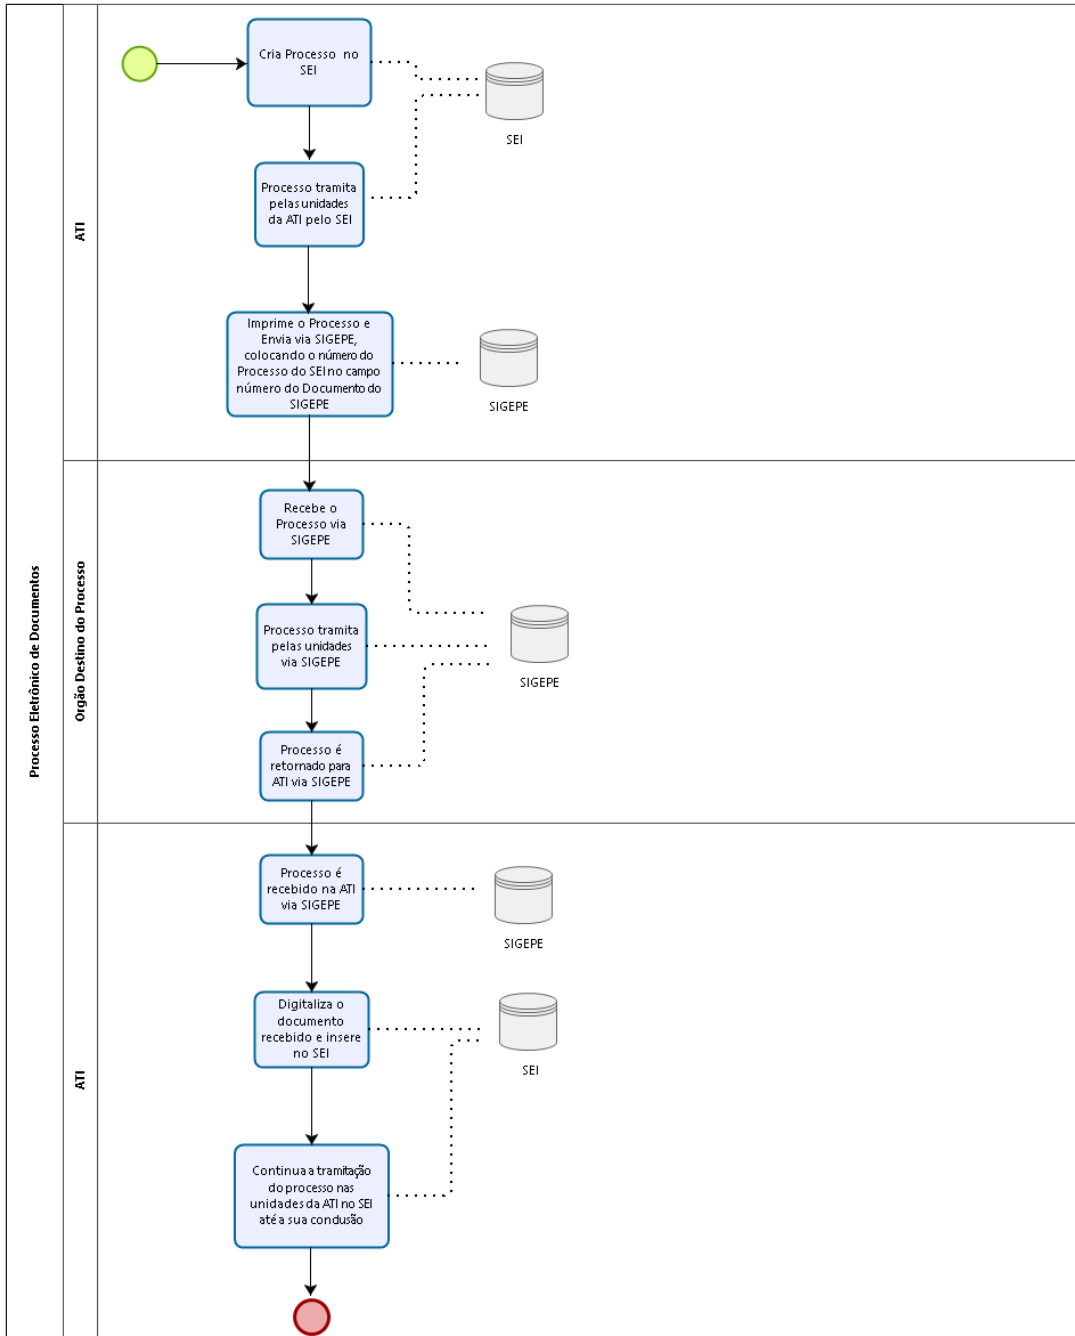 Processo Eletrônico de Documentos
ATI
Cria Processo no
SEI
SEI
Processo tramita
pelas unidades
da ATI pelo SEI
Imprime o Processo e
Envia via SIGEPE,
colocando o número do
Processo do SEI no campo
número do Documento do
SIGEPE
SIGEPE
Orgão Destino do Processo
Recebe o
Processo via
SIGEPE
Processo tramita
pelas unidades
via SIGEPE
SIGEPE
Processo é
retornado para
ATI via SIGEPE
ATI
Processo é
recebido na ATI
via SIGEPE
SIGEPE
Digitaliza o
documento
recebido e insere
no SEI
SEI
Continua a tramitação
do processo nas
unidades da ATI no SEI
até a sua conclusão